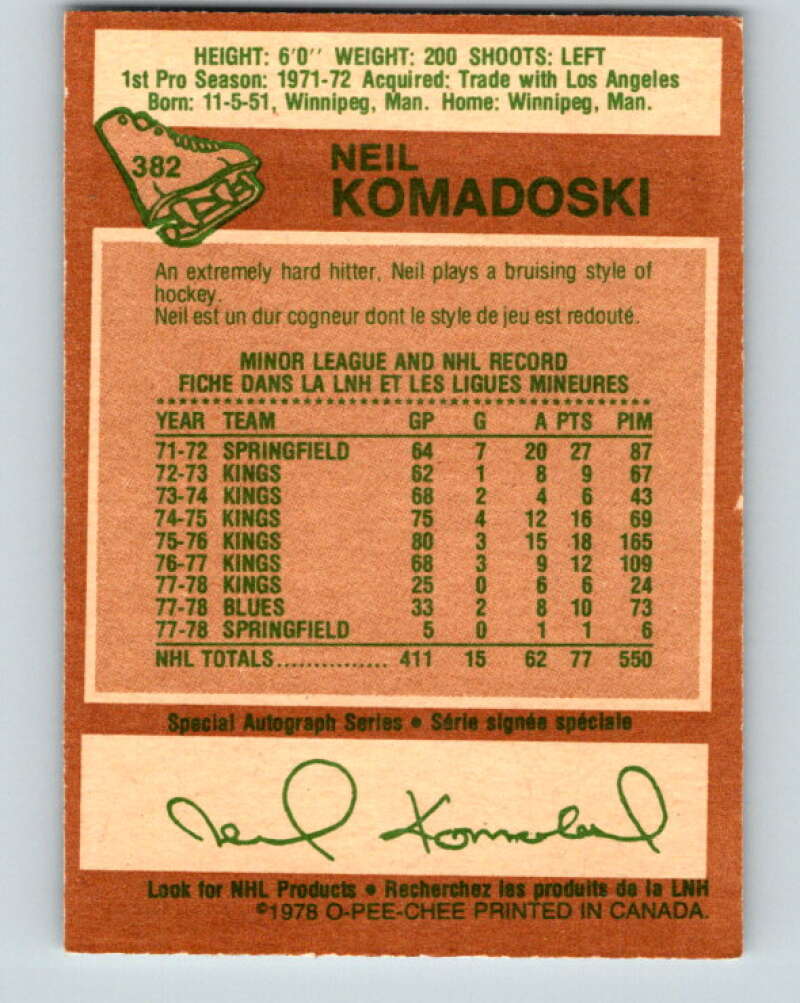 HEIGHT: 6'0'' WEIGHT: 200 SHOOTS: LEFT
1st Pro Season: 1971-72 Acquired: Trade with Los Angeles
Born: 11-5-51, Winnipeg, Man. Home: Winnipeg, Man.
382
NEIL
KOMADOSKI
An extremely hard hitter, Neil plays a bruising style of
hockey.
Neil est un dur cogneur dont le style de jeu est redouté.
MINOR LEAGUE AND NHL RECORD
FICHE DANS LA LNH ET LES LIGUES MINEURES
YEAR TEAM GP G A PTS PIM
71-72 SPRINGFIELD 64 7 20 27 87
72-73 KINGS 62 1 8 9 67
73-74 KINGS 68 2 4 6 43
74-75 KINGS 75 4 12 16 69
75-76 KINGS 80 3 15 18 165
76-77 KINGS 68 3 9 12 109
77-78 KINGS 25 0 6 6 24
77-78 BLUES 33 2 8 10 73
77-78 SPRINGFIELD 5 0 1 1 6
NHL TOTALS............... 411 15 62 77 550
Special Autograph Series • Série signée spéciale
Neil Komadoski
Look for NHL Products • Recherchez les produits de la LNH
©1978 O-PEE-CHEE PRINTED IN CANADA.